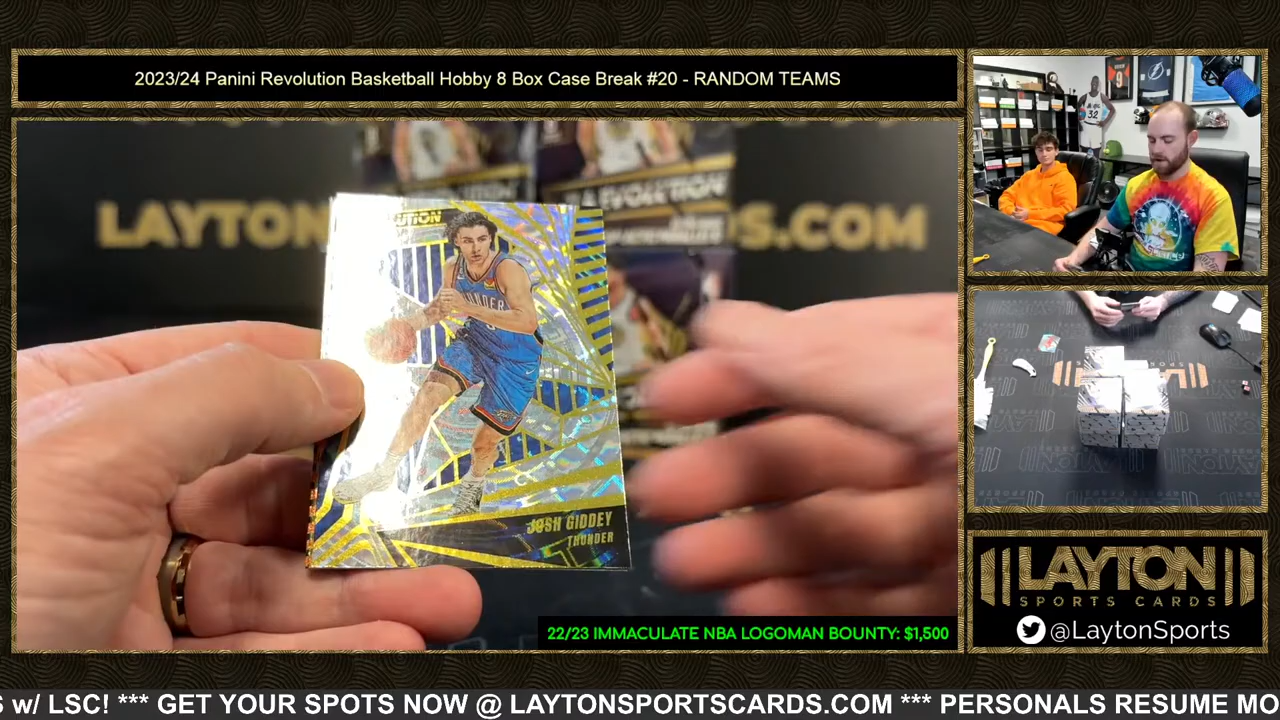 2023/24 Panini Revolution Basketball Hobby 8 Box Case Break #20 - RANDOM TEAMS
LAYTON
S.COM
JOSH GIDDEY
THUNDER
22/23 IMMACULATE NBA LOGOMAN BOUNTY: $1,500
LAYTON
SPORTS CARDS
@LaytonSports
S w/ LSC! *** GET YOUR SPOTS NOW @ LAYTONSPORTSCARDS.COM *** PERSONALS RESUME MO